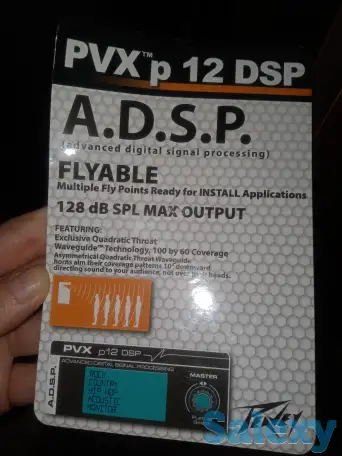 PVX™ p 12 DSP
A.D.S.P.
(advanced digital signal processing)
FLYABLE
Multiple Fly Points Ready for INSTALL Applications
128 dB SPL MAX OUTPUT
FEATURING:
Exclusive Quadratic Throat
Waveguide™ Technology, 100 by 60 Coverage
Asymmetrical Quadratic Throat Waveguide
horns aim their coverage patterns 10° downward
directing sound to your audience, not over their heads.
PVX p12 DSP
ADVANCED DIGITAL SIGNAL PROCESSING
A.D.S.P.
ROCK
COUNTRY
HIP HOP
ACOUSTIC
MONITOR
MASTER
PEAVEY
Salexy